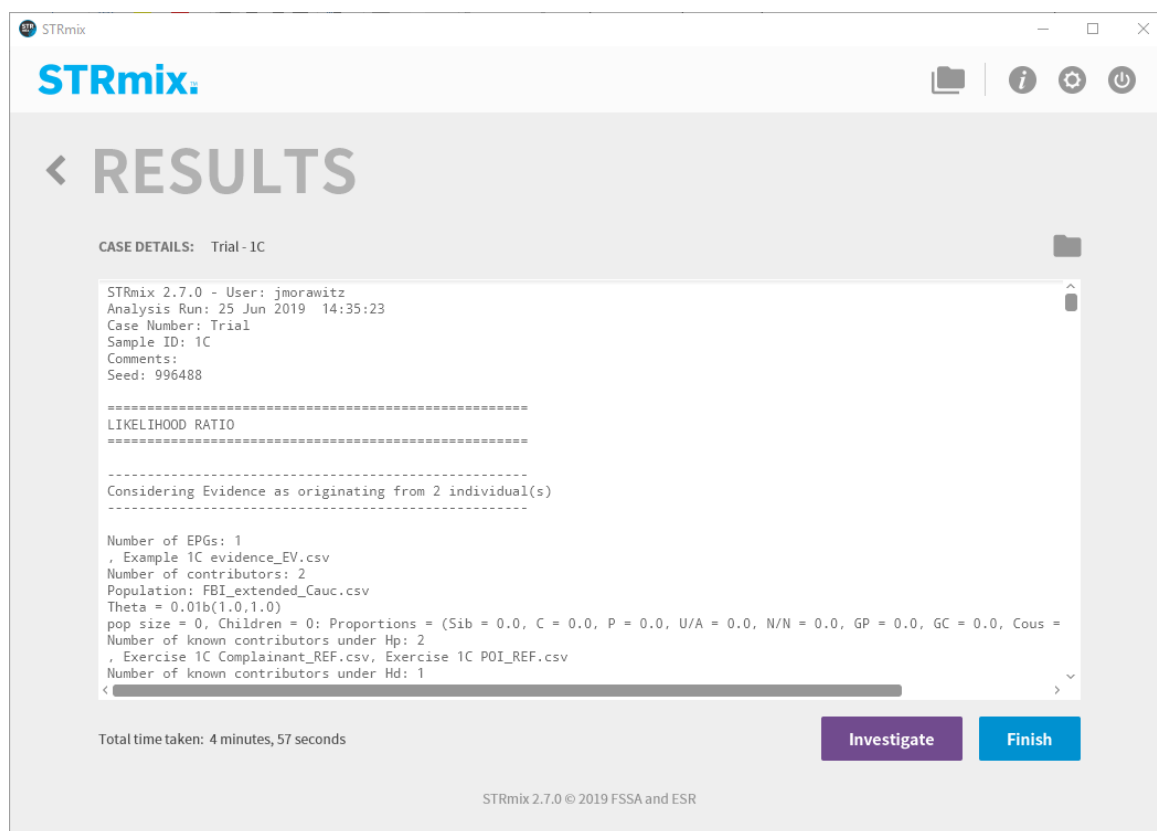 STRmix
STRmix™
RESULTS
CASE DETAILS: Trial - 1C
STRmix 2.7.0 - User: jmorawitz
Analysis Run: 25 Jun 2019  14:35:23
Case Number: Trial
Sample ID: 1C
Comments:
Seed: 996488
=====================================================
LIKELIHOOD RATIO
=====================================================
-----------------------------------------------------
Considering Evidence as originating from 2 individual(s)
-----------------------------------------------------
Number of EPGs: 1
, Example 1C evidence_EV.csv
Number of contributors: 2
Population: FBI_extended_Cauc.csv
Theta = 0.01b(1.0,1.0)
pop size = 0, Children = 0: Proportions = (Sib = 0.0, C = 0.0, P = 0.0, U/A = 0.0, N/N = 0.0, GP = 0.0, GC = 0.0, Cous =
Number of known contributors under Hp: 2
, Exercise 1C Complainant_REF.csv, Exercise 1C POI_REF.csv
Number of known contributors under Hd: 1
Total time taken: 4 minutes, 57 seconds
Investigate
Finish
STRmix 2.7.0 © 2019 FSSA and ESR